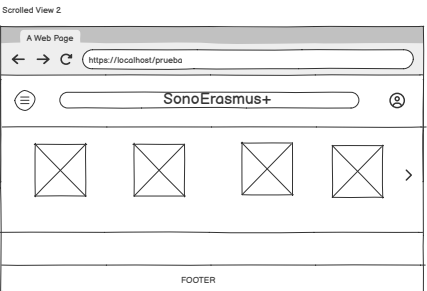 Scrolled View 2
A Web Page
https://localhost/prueba
SonoErasmus+
FOOTER